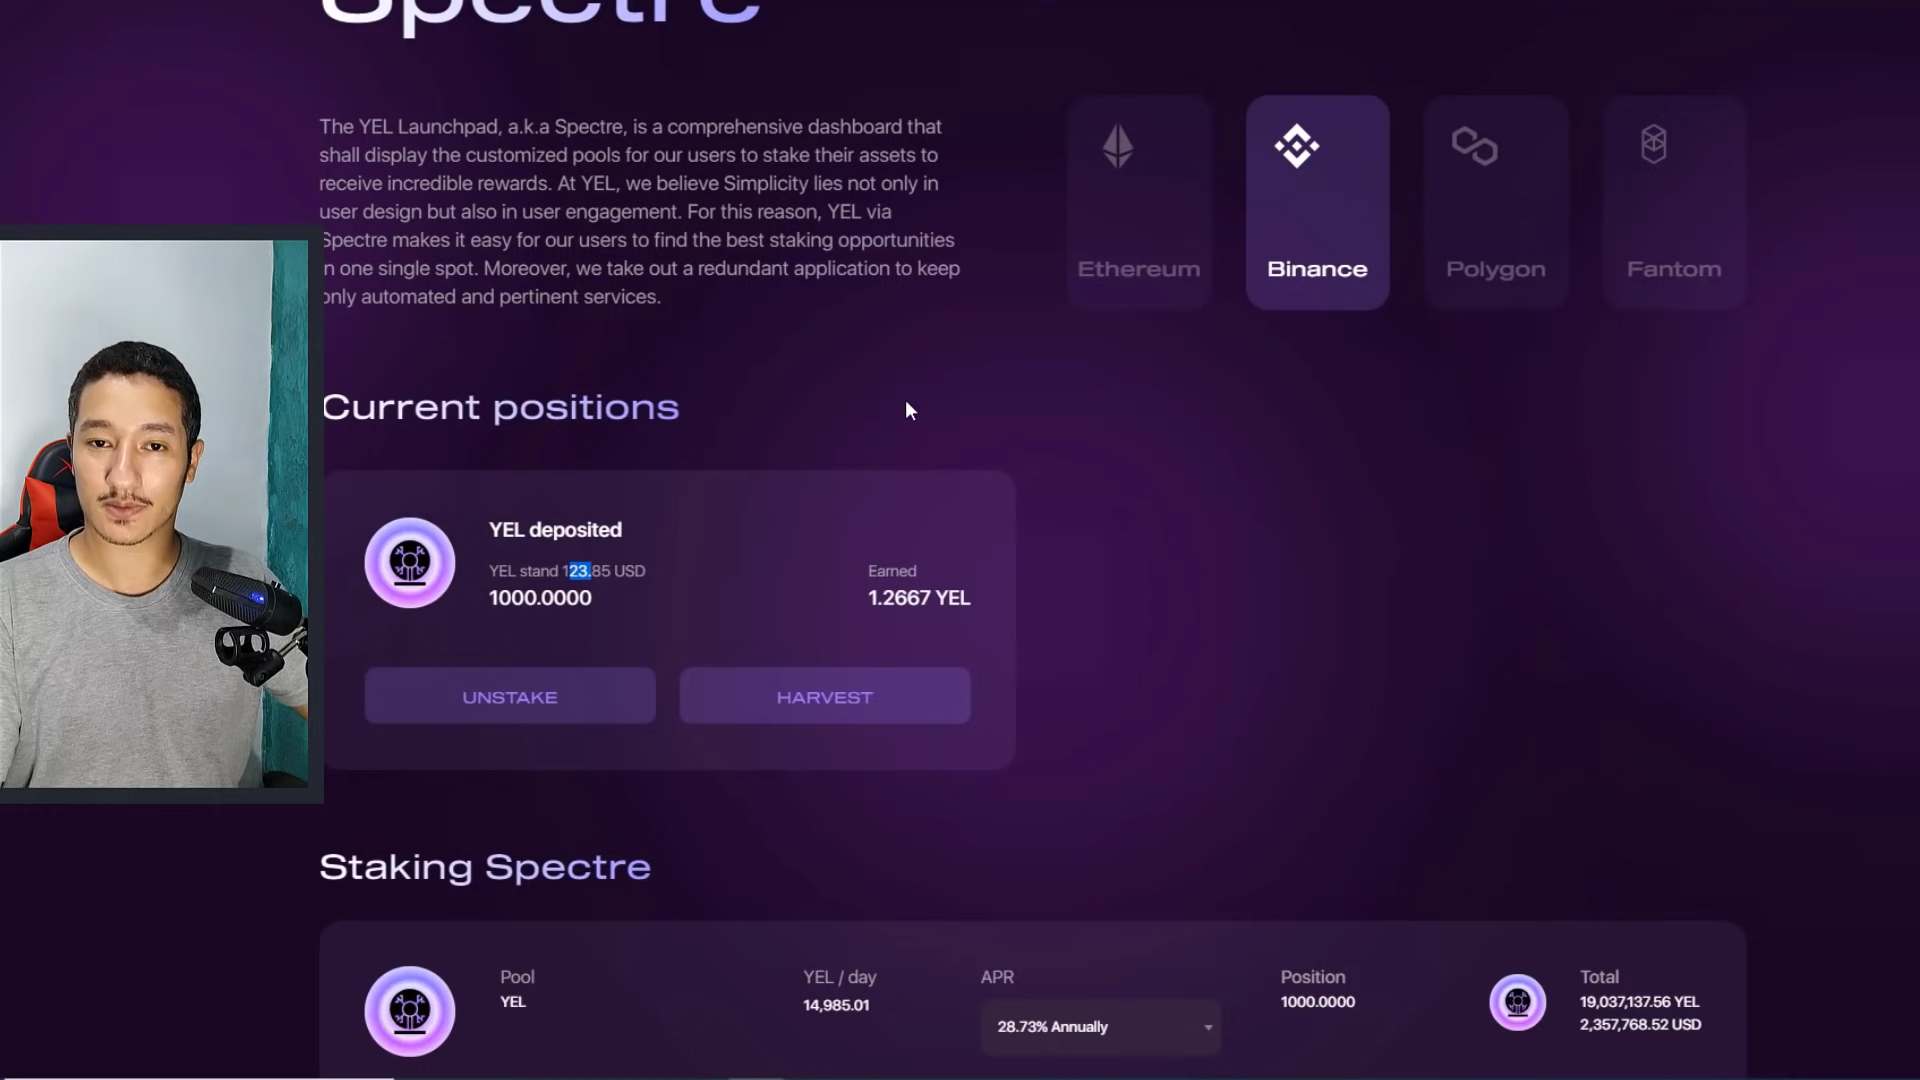 Spectre
The YEL Launchpad, a.k.a Spectre, is a comprehensive dashboard that
shall display the customized pools for our users to stake their assets to
receive incredible rewards. At YEL, we believe Simplicity lies not only in
user design but also in user engagement. For this reason, YEL via
Spectre makes it easy for our users to find the best staking opportunities
in one single spot. Moreover, we take out a redundant application to keep
only automated and pertinent services.
Ethereum
Binance
Polygon
Fantom
Current positions
YEL deposited
YEL stand 123.85 USD
1000.0000
Earned
1.2667 YEL
UNSTAKE
HARVEST
Staking Spectre
Pool
YEL
YEL / day
14,985.01
APR
28.73% Annually
Position
1000.0000
Total
19,037,137.56 YEL
2,357,768.52 USD